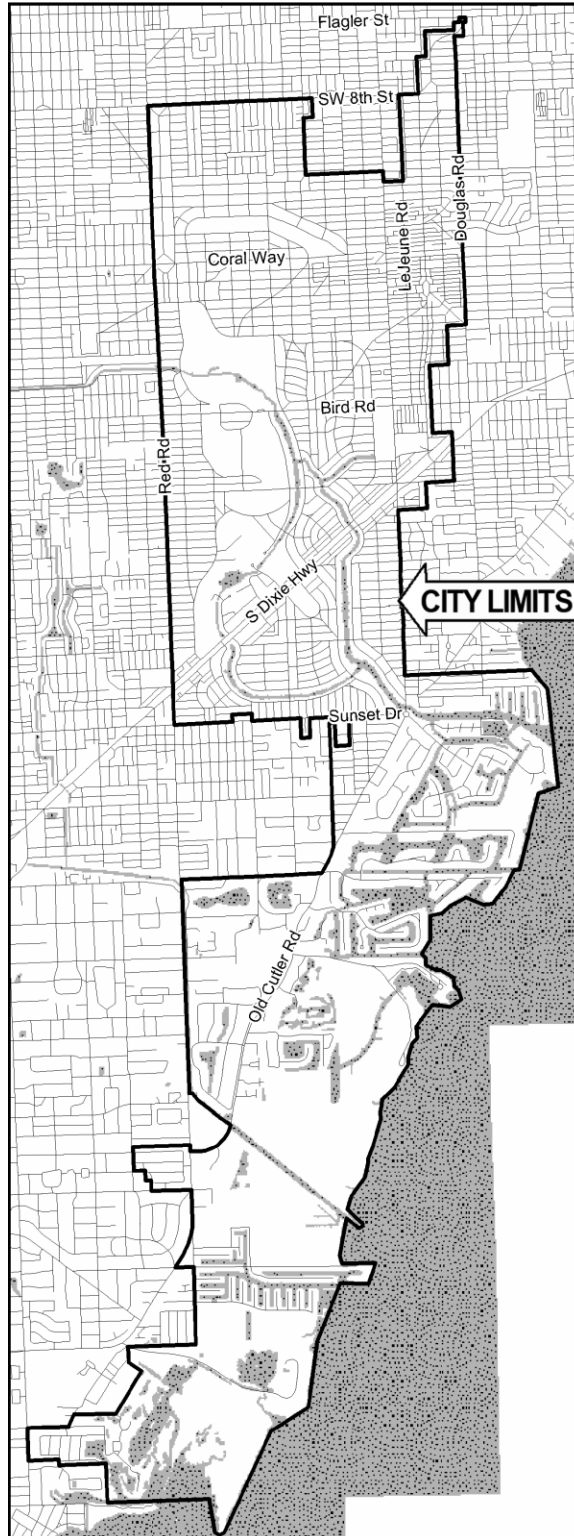 Flagler St
SW 8th St
Douglas Rd
LeJeune Rd
Coral Way
Bird Rd
Red Rd
S Dixie Hwy
CITY LIMITS
Sunset Dr
Old Cutler Rd